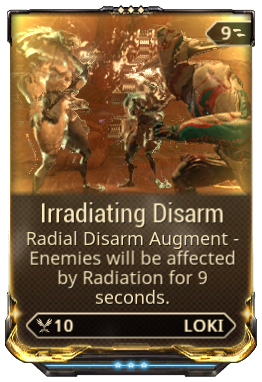 9
Irradiating Disarm
Radial Disarm Augment -
Enemies will be affected
by Radiation for 9
seconds.
10 LOKI